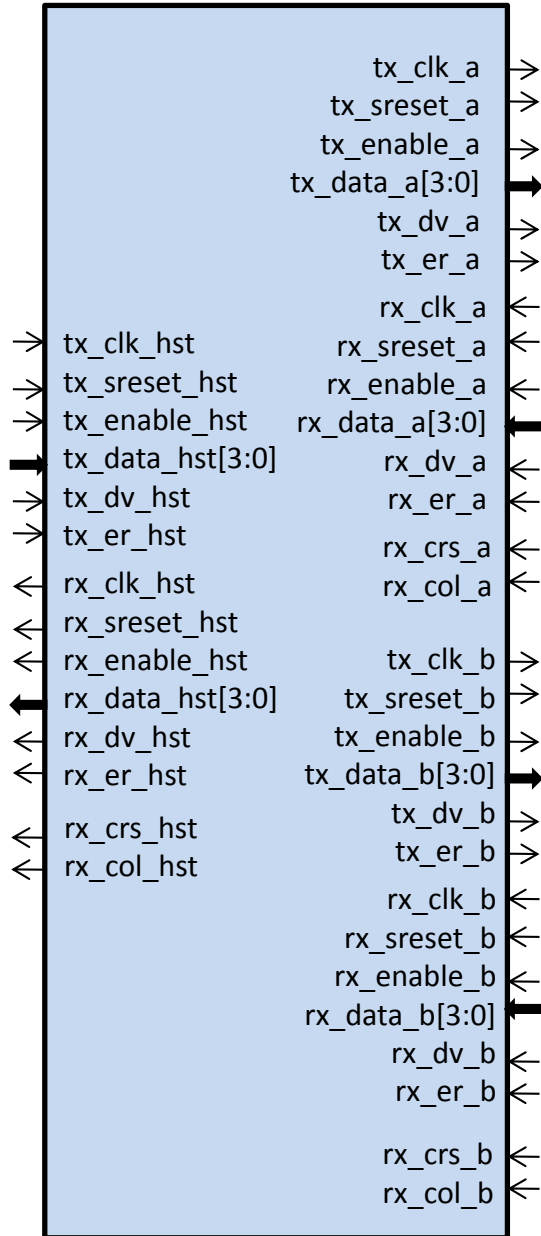 tx_clk_a
tx_sreset_a
tx_enable_a
tx_data_a[3:0]
tx_dv_a
tx_er_a
rx_clk_a
rx_sreset_a
rx_enable_a
rx_data_a[3:0]
rx_dv_a
rx_er_a
rx_crs_a
rx_col_a
tx_clk_hst
tx_sreset_hst
tx_enable_hst
tx_data_hst[3:0]
tx_dv_hst
tx_er_hst
rx_clk_hst
rx_sreset_hst
rx_enable_hst
rx_data_hst[3:0]
rx_dv_hst
rx_er_hst
rx_crs_hst
rx_col_hst
tx_clk_b
tx_sreset_b
tx_enable_b
tx_data_b[3:0]
tx_dv_b
tx_er_b
rx_clk_b
rx_sreset_b
rx_enable_b
rx_data_b[3:0]
rx_dv_b
rx_er_b
rx_crs_b
rx_col_b